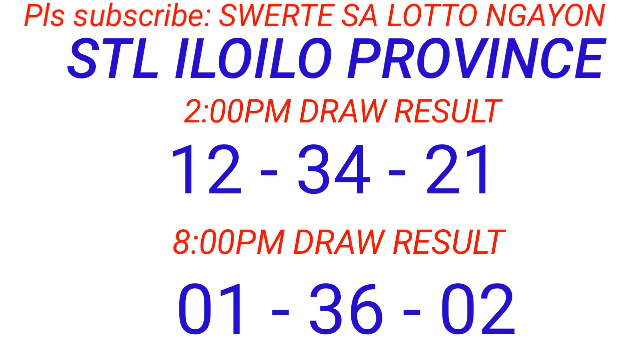 Pls subscribe: SWERTE SA LOTTO NGAYON
STL ILOILO PROVINCE
2:00PM DRAW RESULT
12 - 34 - 21
8:00PM DRAW RESULT
01 - 36 - 02